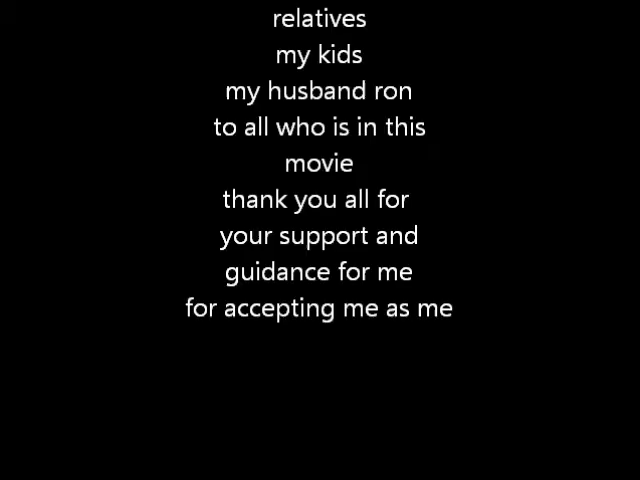 relatives
my kids
my husband ron
to all who is in this
movie
thank you all for
your support and
guidance for me
for accepting me as me